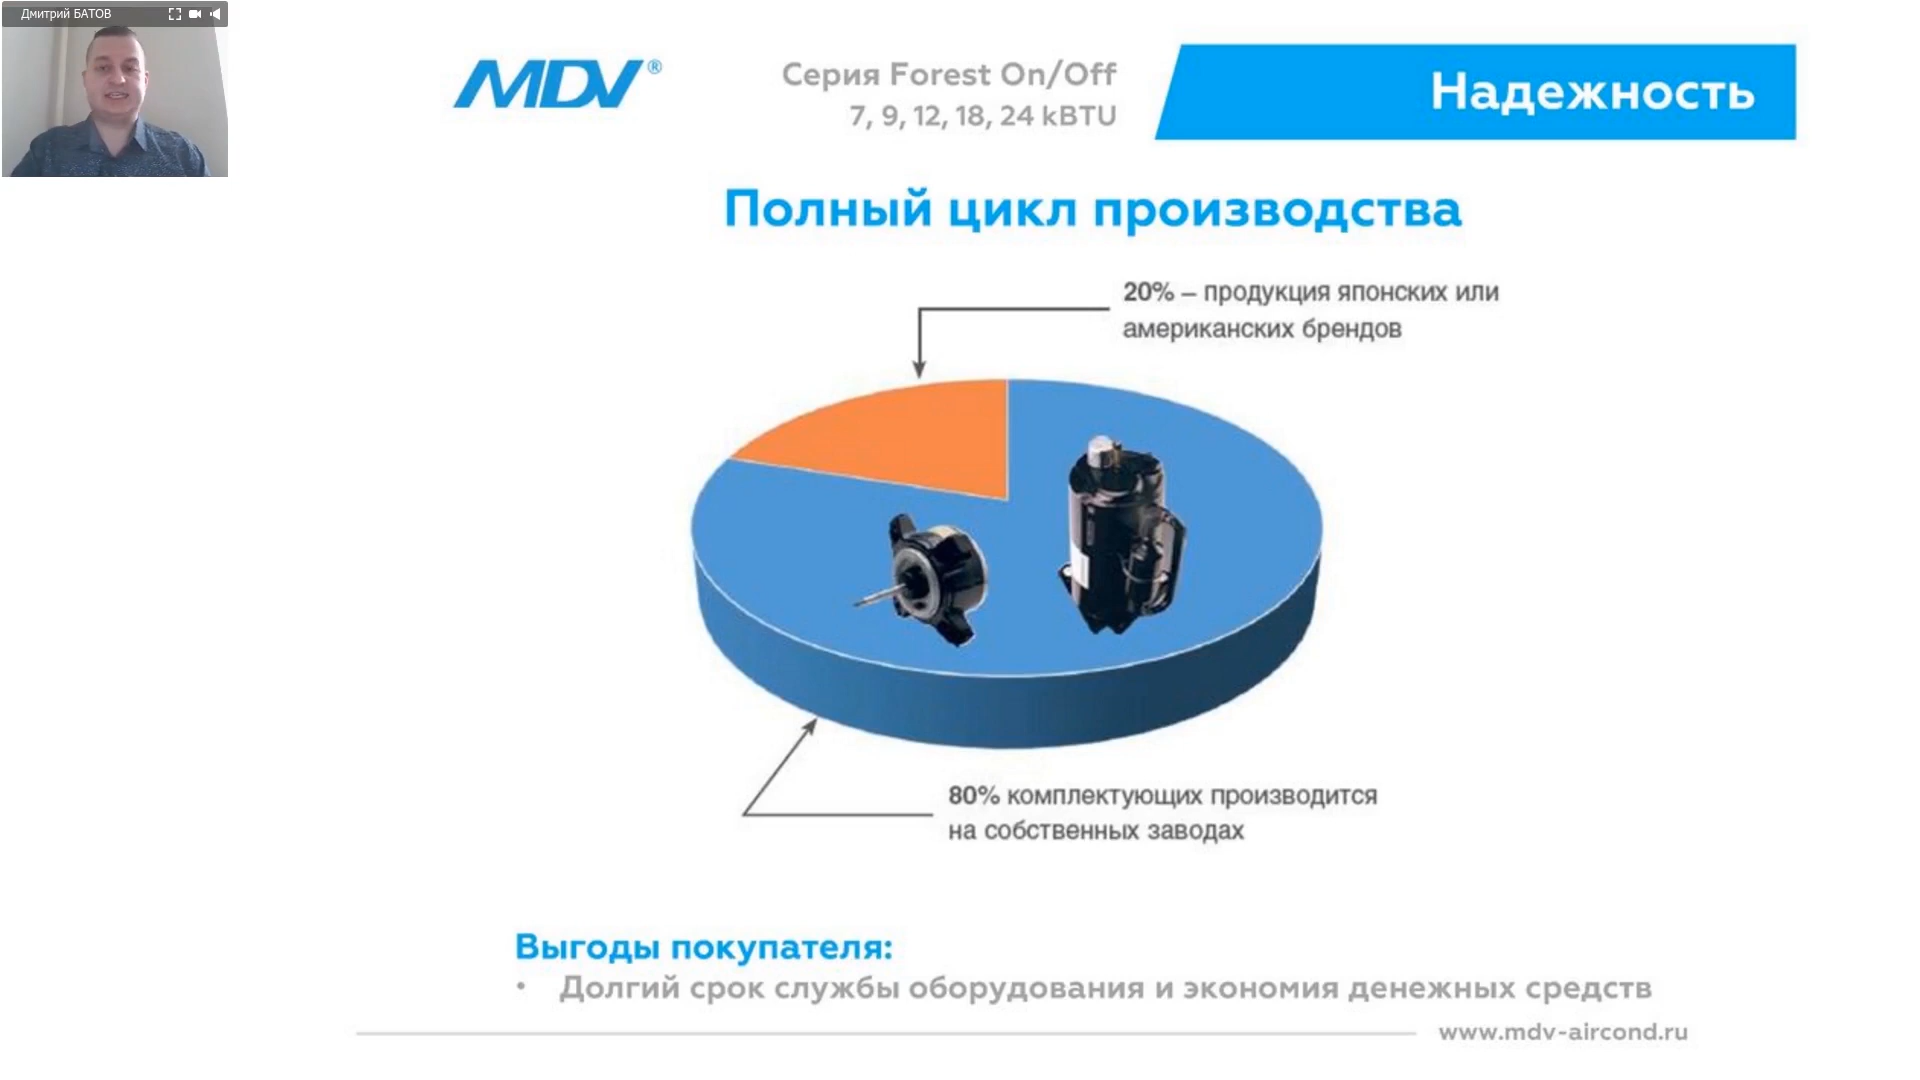 Дмитрий БАТОВ
MDV®
Серия Forest On/Off
7, 9, 12, 18, 24 kBTU
Надежность
Полный цикл производства
20% – продукция японских или
американских брендов
80% комплектующих производится
на собственных заводах
Выгоды покупателя:
• Долгий срок службы оборудования и экономия денежных средств
www.mdv-aircond.ru